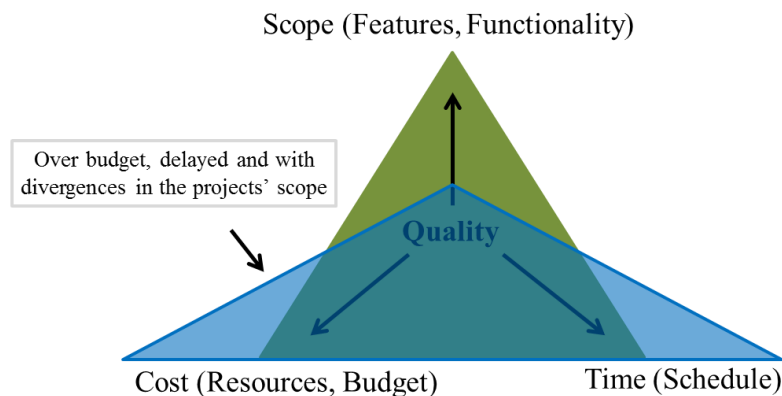 Scope (Features, Functionality)
Over budget, delayed and with
divergences in the projects’ scope
Quality
Cost (Resources, Budget)
Time (Schedule)